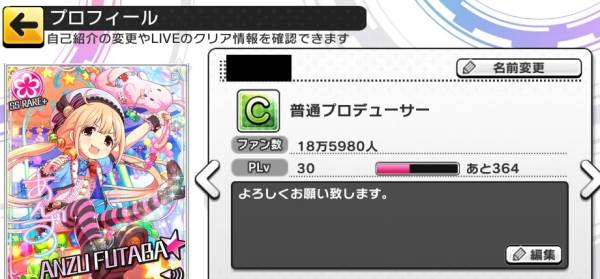 プロフィール
自己紹介の変更やLIVEのクリア情報を確認できます
名前変更
SS RARE+
C 普通プロデューサー
ファン数 18万5980人
PLv 30 あと364
よろしくお願い致します。
編集
あんず
ANZU FUTABA